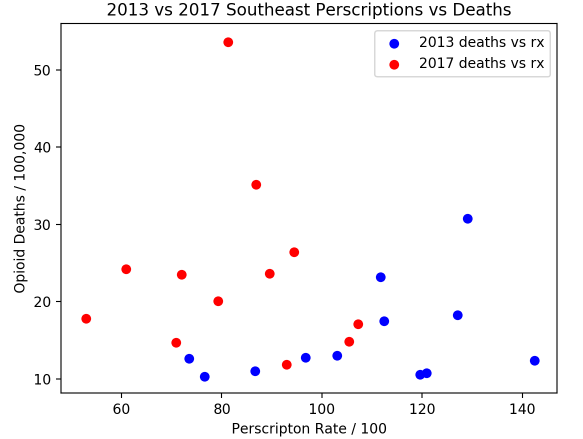 2013 vs 2017 Southeast Perscriptions vs Deaths
2013 deaths vs rx
2017 deaths vs rx
Opioid Deaths / 100,000
50
40
30
20
10
60 80 100 120 140
Perscripton Rate / 100